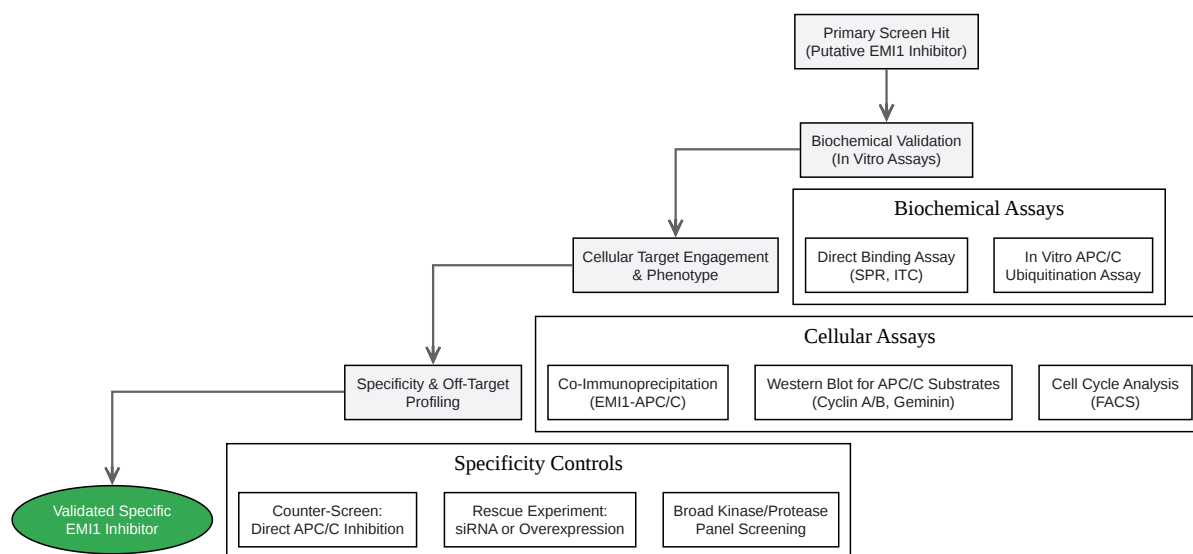 Primary Screen Hit
(Putative EMI1 Inhibitor)
Biochemical Validation
(In Vitro Assays)
Biochemical Assays
Cellular Target Engagement
& Phenotype
Direct Binding Assay
(SPR, ITC)
In Vitro APC/C
Ubiquitination Assay
Cellular Assays
Specificity & Off-Target
Profiling
Co-Immunoprecipitation
(EMI1-APC/C)
Western Blot for APC/C Substrates
(Cyclin A/B, Geminin)
Cell Cycle Analysis
(FACS)
Specificity Controls
Validated Specific
EMI1 Inhibitor
Counter-Screen:
Direct APC/C Inhibition
Rescue Experiment:
siRNA or Overexpression
Broad Kinase/Protease
Panel Screening